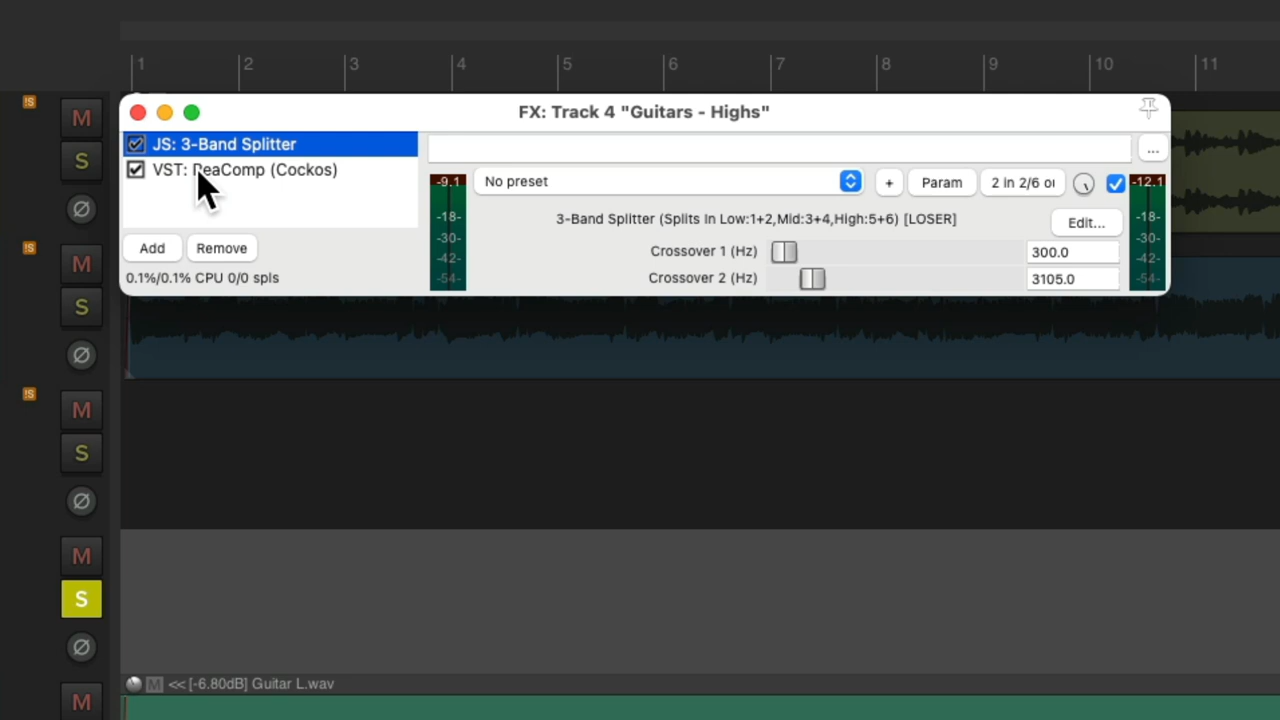 1 2 3 4 5 6 7 8 9 10 11
!S M FX: Track 4 "Guitars - Highs"
S
Ø
JS: 3-Band Splitter
VST: ReaComp (Cockos)
Add Remove
0.1%/0.1% CPU 0/0 spls
...
-9.1 No preset + Param 2 in 2/6 -12.1
-18- 3-Band Splitter (Splits In Low:1+2,Mid:3+4,High:5+6) [LOSER] Edit... -18-
-30- Crossover 1 (Hz) 300.0 -30-
-42- -42-
-54- Crossover 2 (Hz) 3105.0 -54-
!S M
S
Ø
!S M
S
Ø
M
S
Ø
M << [-6.80dB] Guitar L.wav
M